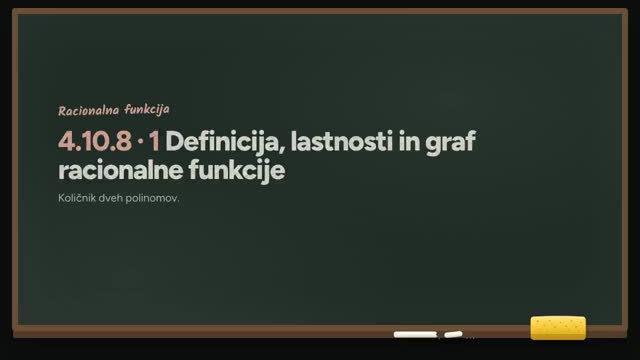 Racionalna funkcija
4.10.8 · 1 Definicija, lastnosti in graf
racionalne funkcije
Količnik dveh polinomov.